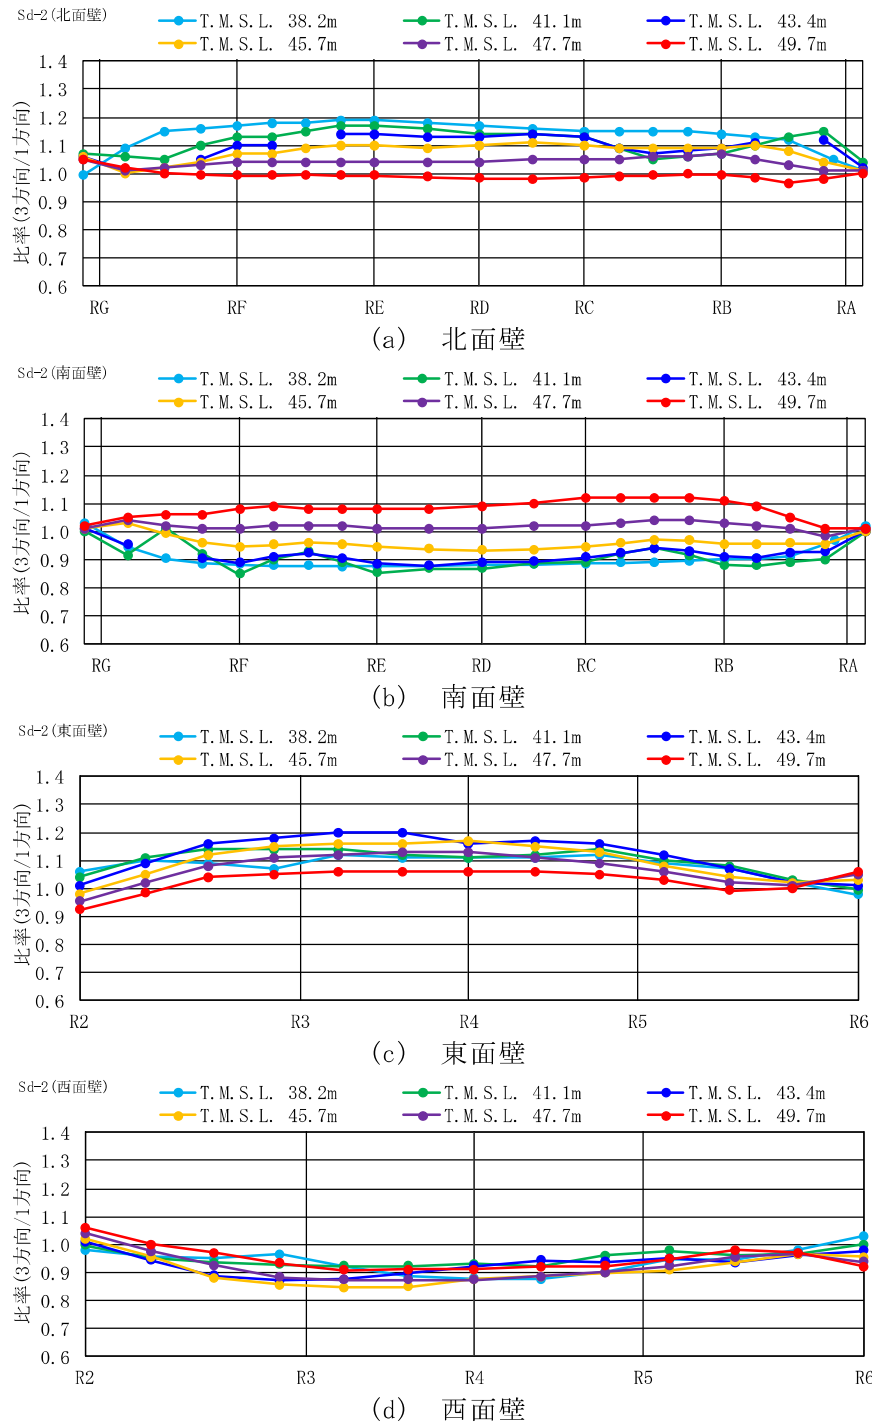 Sd-2(北面壁)
T.M.S.L. 38.2m T.M.S.L. 41.1m T.M.S.L. 43.4m
T.M.S.L. 45.7m T.M.S.L. 47.7m T.M.S.L. 49.7m
比率(3方向/1方向)
1.4
1.3
1.2
1.1
1.0
0.9
0.8
0.7
0.6
RG RF RE RD RC RB RA
(a) 北面壁
Sd-2(南面壁)
T.M.S.L. 38.2m T.M.S.L. 41.1m T.M.S.L. 43.4m
T.M.S.L. 45.7m T.M.S.L. 47.7m T.M.S.L. 49.7m
比率(3方向/1方向)
1.4
1.3
1.2
1.1
1.0
0.9
0.8
0.7
0.6
RG RF RE RD RC RB RA
(b) 南面壁
Sd-2(東面壁)
T.M.S.L. 38.2m T.M.S.L. 41.1m T.M.S.L. 43.4m
T.M.S.L. 45.7m T.M.S.L. 47.7m T.M.S.L. 49.7m
比率(3方向/1方向)
1.4
1.3
1.2
1.1
1.0
0.9
0.8
0.7
0.6
R2 R3 R4 R5 R6
(c) 東面壁
Sd-2(西面壁)
T.M.S.L. 38.2m T.M.S.L. 41.1m T.M.S.L. 43.4m
T.M.S.L. 45.7m T.M.S.L. 47.7m T.M.S.L. 49.7m
比率(3方向/1方向)
1.4
1.3
1.2
1.1
1.0
0.9
0.8
0.7
0.6
R2 R3 R4 R5 R6
(d) 西面壁